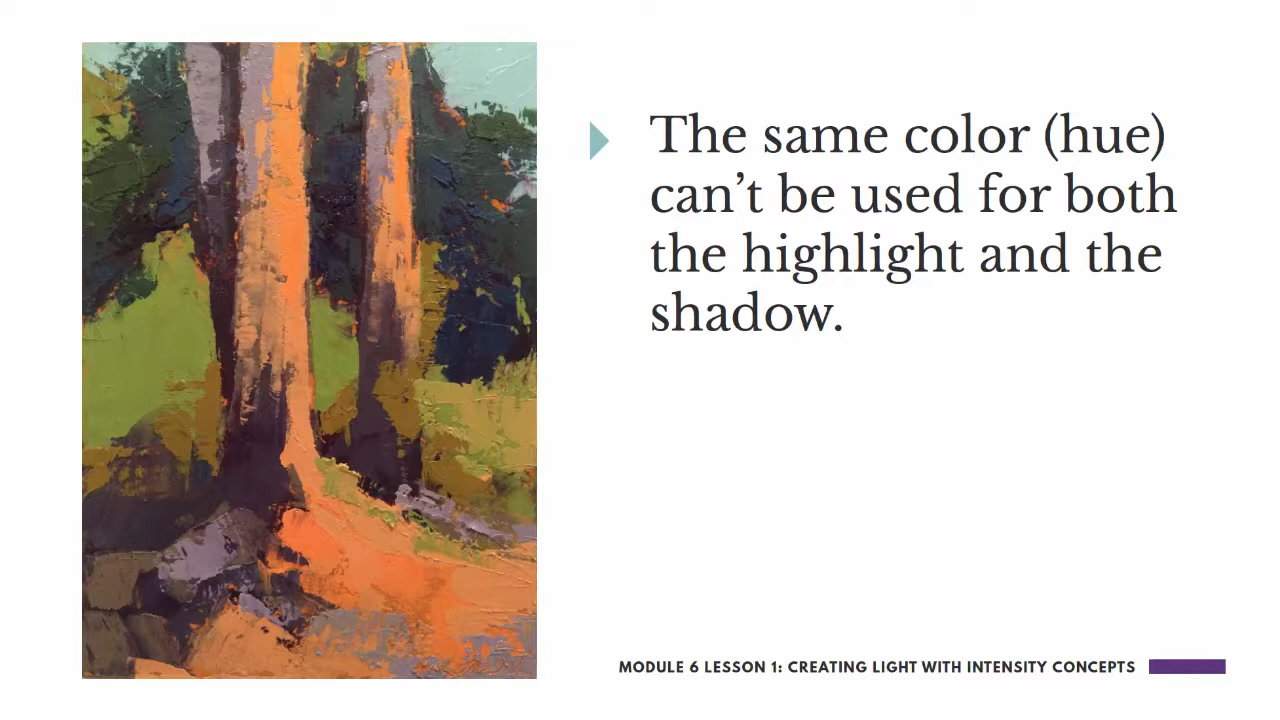 The same color (hue)
can’t be used for both
the highlight and the
shadow.
MODULE 6 LESSON 1: CREATING LIGHT WITH INTENSITY CONCEPTS